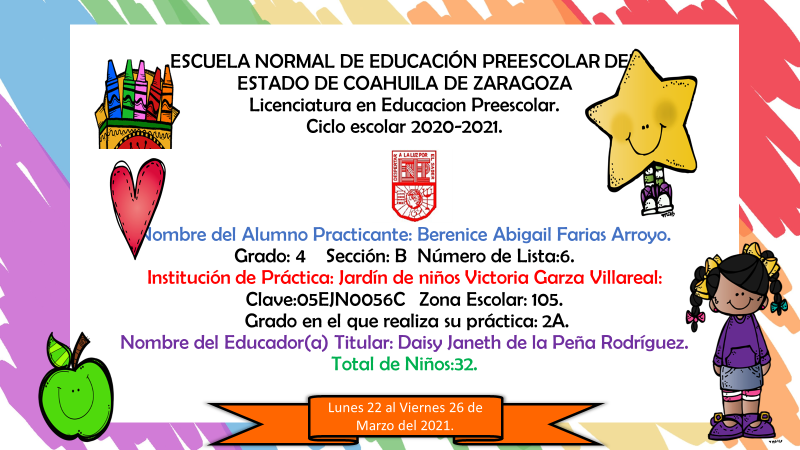 ESCUELA NORMAL DE EDUCACIÓN PREESCOLAR DE
ESTADO DE COAHUILA DE ZARAGOZA
Licenciatura en Educacion Preescolar.
Ciclo escolar 2020-2021.
A LA LUZ POR
Nombre del Alumno Practicante: Berenice Abigail Farias Arroyo.
Grado: 4 Sección: B Número de Lista:6.
Institución de Práctica: Jardín de niños Victoria Garza Villareal:
Clave:05EJN0056C Zona Escolar: 105.
Grado en el que realiza su práctica: 2A.
Nombre del Educador(a) Titular: Daisy Janeth de la Peña Rodríguez.
Total de Niños:32.
Lunes 22 al Viernes 26 de
Marzo del 2021.